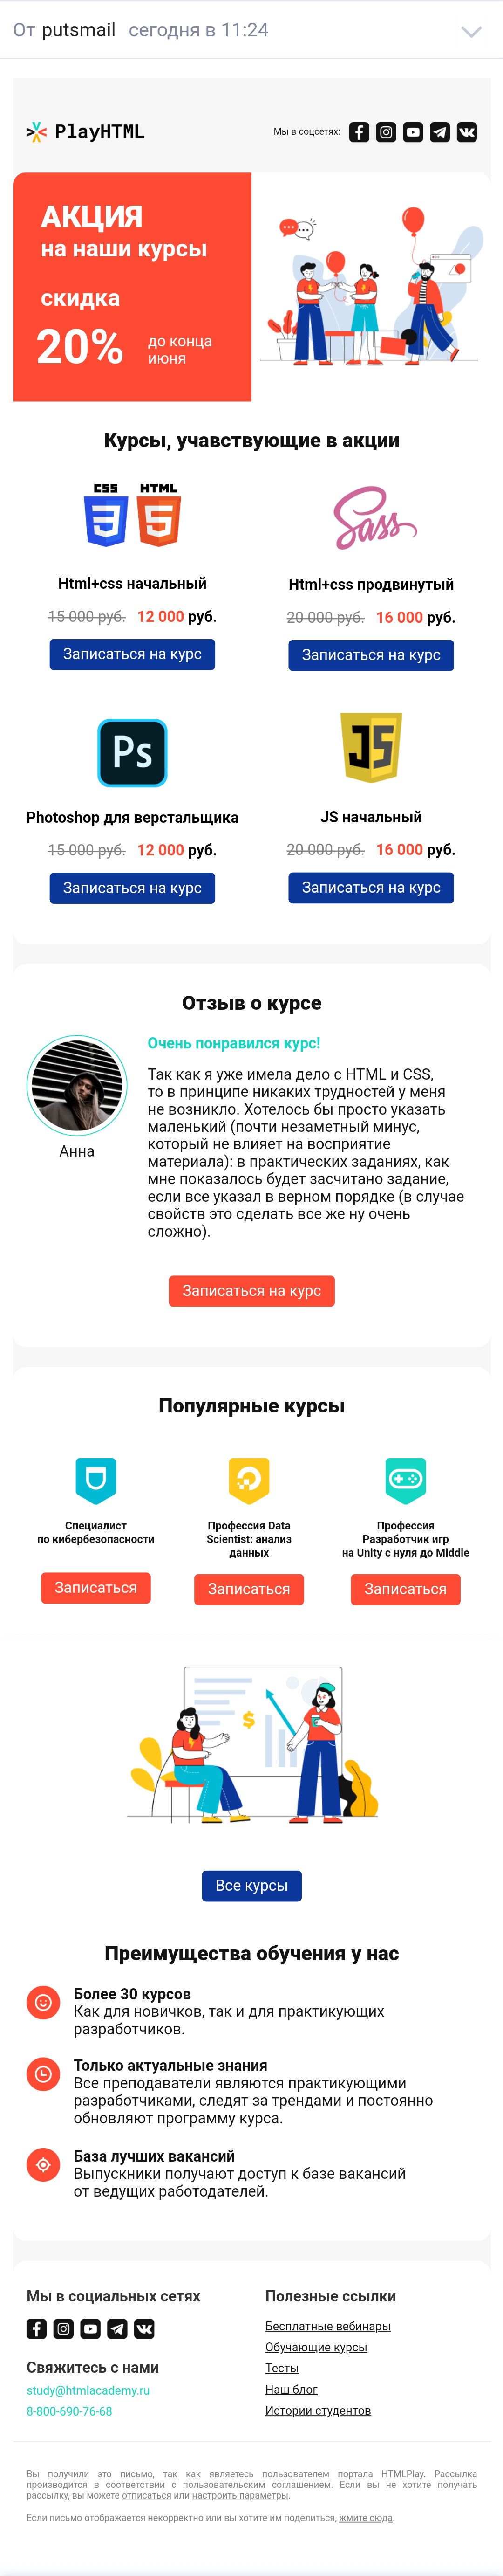 От putsmail сегодня в 11:24
PlayHTML
Мы в соцсетях:
АКЦИЯ
на наши курсы
скидка
20%
до конца
июня
Курсы, учавствующие в акции
CSS HTML
Sass
Html+css начальный
Html+css продвинутый
15 000 руб. 12 000 руб.
20 000 руб. 16 000 руб.
Записаться на курс
Записаться на курс
Ps
JS
Photoshop для верстальщика
JS начальный
15 000 руб. 12 000 руб.
20 000 руб. 16 000 руб.
Записаться на курс
Записаться на курс
Отзыв о курсе
Очень понравился курс!
Так как я уже имела дело с HTML и CSS,
то в принципе никаких трудностей у меня
не возникло. Хотелось бы просто указать
маленький (почти незаметный минус,
который не влияет на восприятие
материала): в практических заданиях, как
мне показалось будет засчитано задание,
если все указал в верном порядке (в случае
свойств это сделать все же ну очень
сложно).
Анна
Записаться на курс
Популярные курсы
Специалист
по кибербезопасности
Профессия Data
Scientist: анализ
данных
Профессия
Разработчик игр
на Unity с нуля до Middle
Записаться
Записаться
Записаться
$
Все курсы
Преимущества обучения у нас
Более 30 курсов
Как для новичков, так и для практикующих
разработчиков.
Только актуальные знания
Все преподаватели являются практикующими
разработчиками, следят за трендами и постоянно
обновляют программу курса.
База лучших вакансий
Выпускники получают доступ к базе вакансий
от ведущих работодателей.
Мы в социальных сетях
Свяжитесь с нами
study@htmlacademy.ru
8-800-690-76-68
Полезные ссылки
Бесплатные вебинары
Обучающие курсы
Тесты
Наш блог
Истории студентов
Вы получили это письмо, так как являетесь пользователем портала HTMLPlay. Рассылка
производится в соответствии с пользовательским соглашением. Если вы не хотите получать
рассылку, вы можете отписаться или настроить параметры.
Если письмо отображается некорректно или вы хотите им поделиться, жмите сюда.